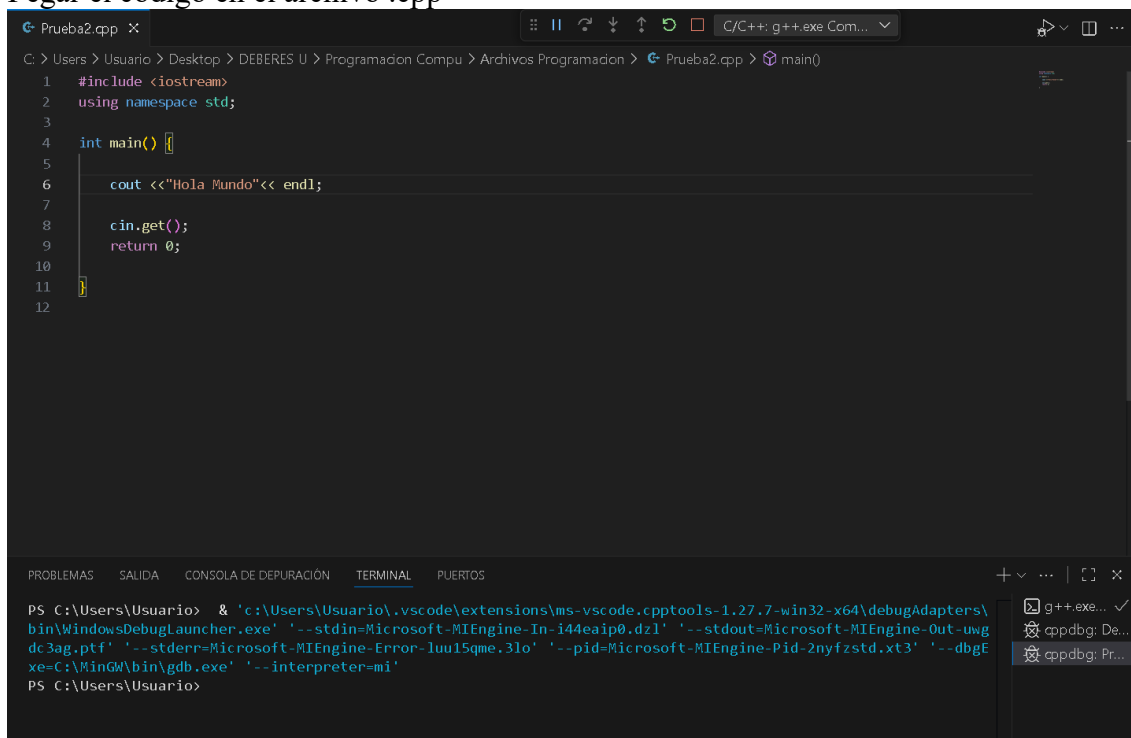 Pegar el código en el archivo .cpp
Prueba2.cpp
C/C++: g++.exe Com...
C: > Users > Usuario > Desktop > DEBERES U > Programacion Compu > Archivos Programacion > Prueba2.cpp > main()
1 #include <iostream>
2 using namespace std;
3
4 int main() {
5
6 cout <<"Hola Mundo"<< endl;
7
8 cin.get();
9 return 0;
10
11 }
12
PROBLEMAS SALIDA CONSOLA DE DEPURACIÓN TERMINAL PUERTOS
PS C:\Users\Usuario> & 'c:\Users\Usuario\.vscode\extensions\ms-vscode.cpptools-1.27.7-win32-x64\debugAdapters\
bin\WindowsDebugLauncher.exe' '--stdin=Microsoft-MIEngine-In-i44eaip0.dzl' '--stdout=Microsoft-MIEngine-Out-uwg
dc3ag.ptf' '--stderr=Microsoft-MIEngine-Error-luu15qme.3lo' '--pid=Microsoft-MIEngine-Pid-2nyfzstd.xt3' '--dbgE
xe=C:\MinGW\bin\gdb.exe' '--interpreter=mi'
PS C:\Users\Usuario>
g++.exe...
cppdbg: De...
cppdbg: Pr...